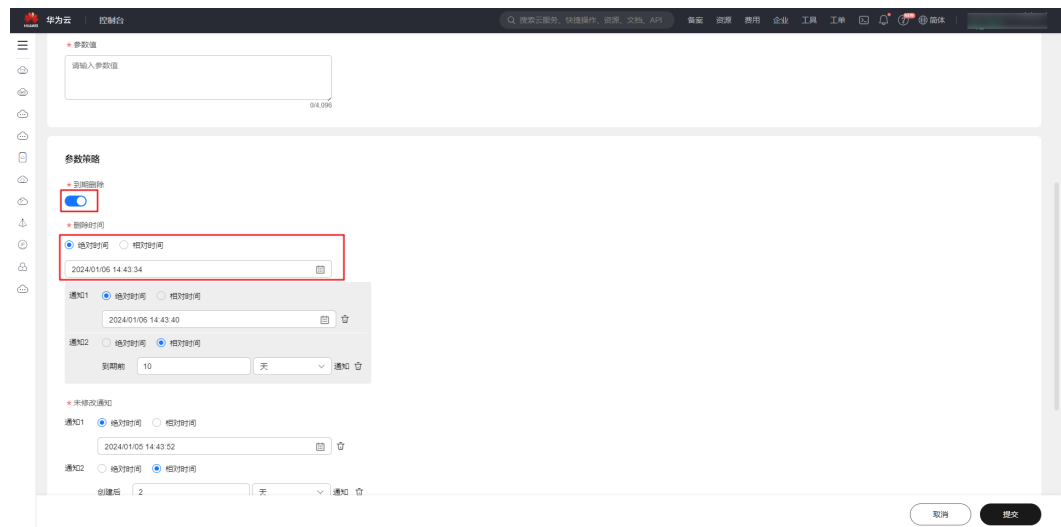 HUAWEI 华为云 控制台 搜索云服务、快捷操作、资源、文档、API 备案 资源 费用 企业 工具 工单 简体
* 参数值
请输入参数值
0/4,096
参数策略
* 到期删除
* 删除时间
绝对时间 相对时间
2024/01/06 14:43:34
通知1 绝对时间 相对时间
2024/01/06 14:43:40
通知2 绝对时间 相对时间
到期前 10 天 通知
* 未修改通知
通知1 绝对时间 相对时间
2024/01/05 14:43:52
通知2 绝对时间 相对时间
创建后 2 天 通知
取消 提交